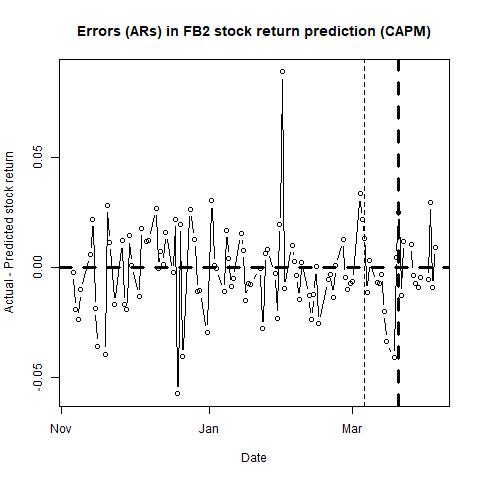 Errors (ARs) in FB2 stock return prediction (CAPM)
Actual - Predicted stock return
0.05
0.00
-0.05
Nov
Jan
Mar
Date